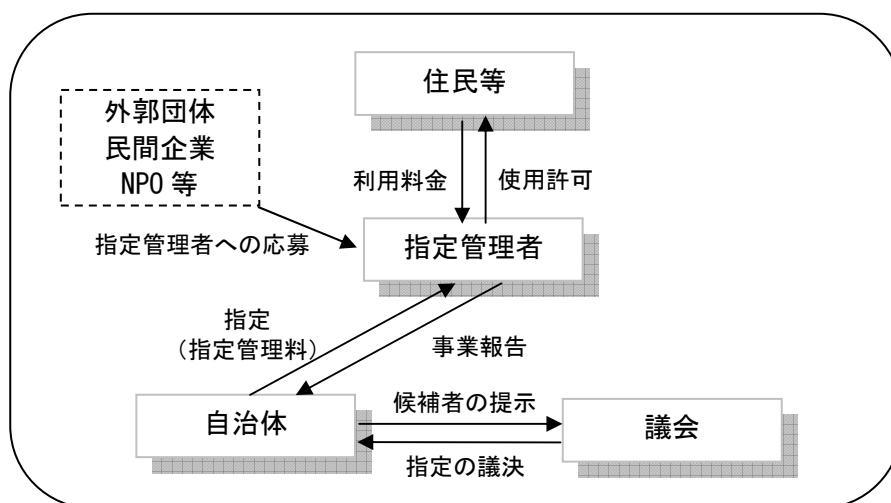 住民等
外郭団体
民間企業
NPO 等
利用料金
使用許可
指定管理者への応募
指定管理者
指定
（指定管理料）
事業報告
自治体
候補者の提示
議会
指定の議決